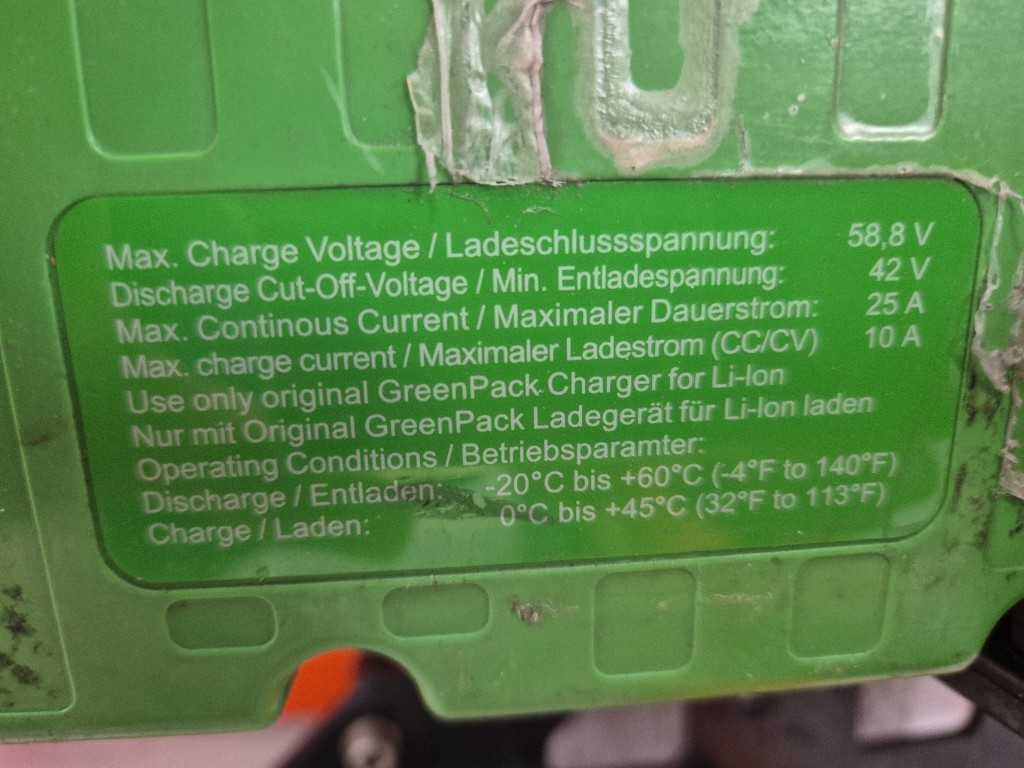 Max. Charge Voltage / Ladeschlussspannung: 58,8 V
Discharge Cut-Off-Voltage / Min. Entladespannung: 42 V
Max. Continous Current / Maximaler Dauerstrom: 25 A
Max. charge current / Maximaler Ladestrom (CC/CV) 10 A
Use only original GreenPack Charger for Li-Ion
Nur mit Original GreenPack Ladegerät für Li-Ion laden
Operating Conditions / Betriebsparamter:
Discharge / Entladen: -20°C bis +60°C (-4°F to 140°F)
Charge / Laden: 0°C bis +45°C (32°F to 113°F)